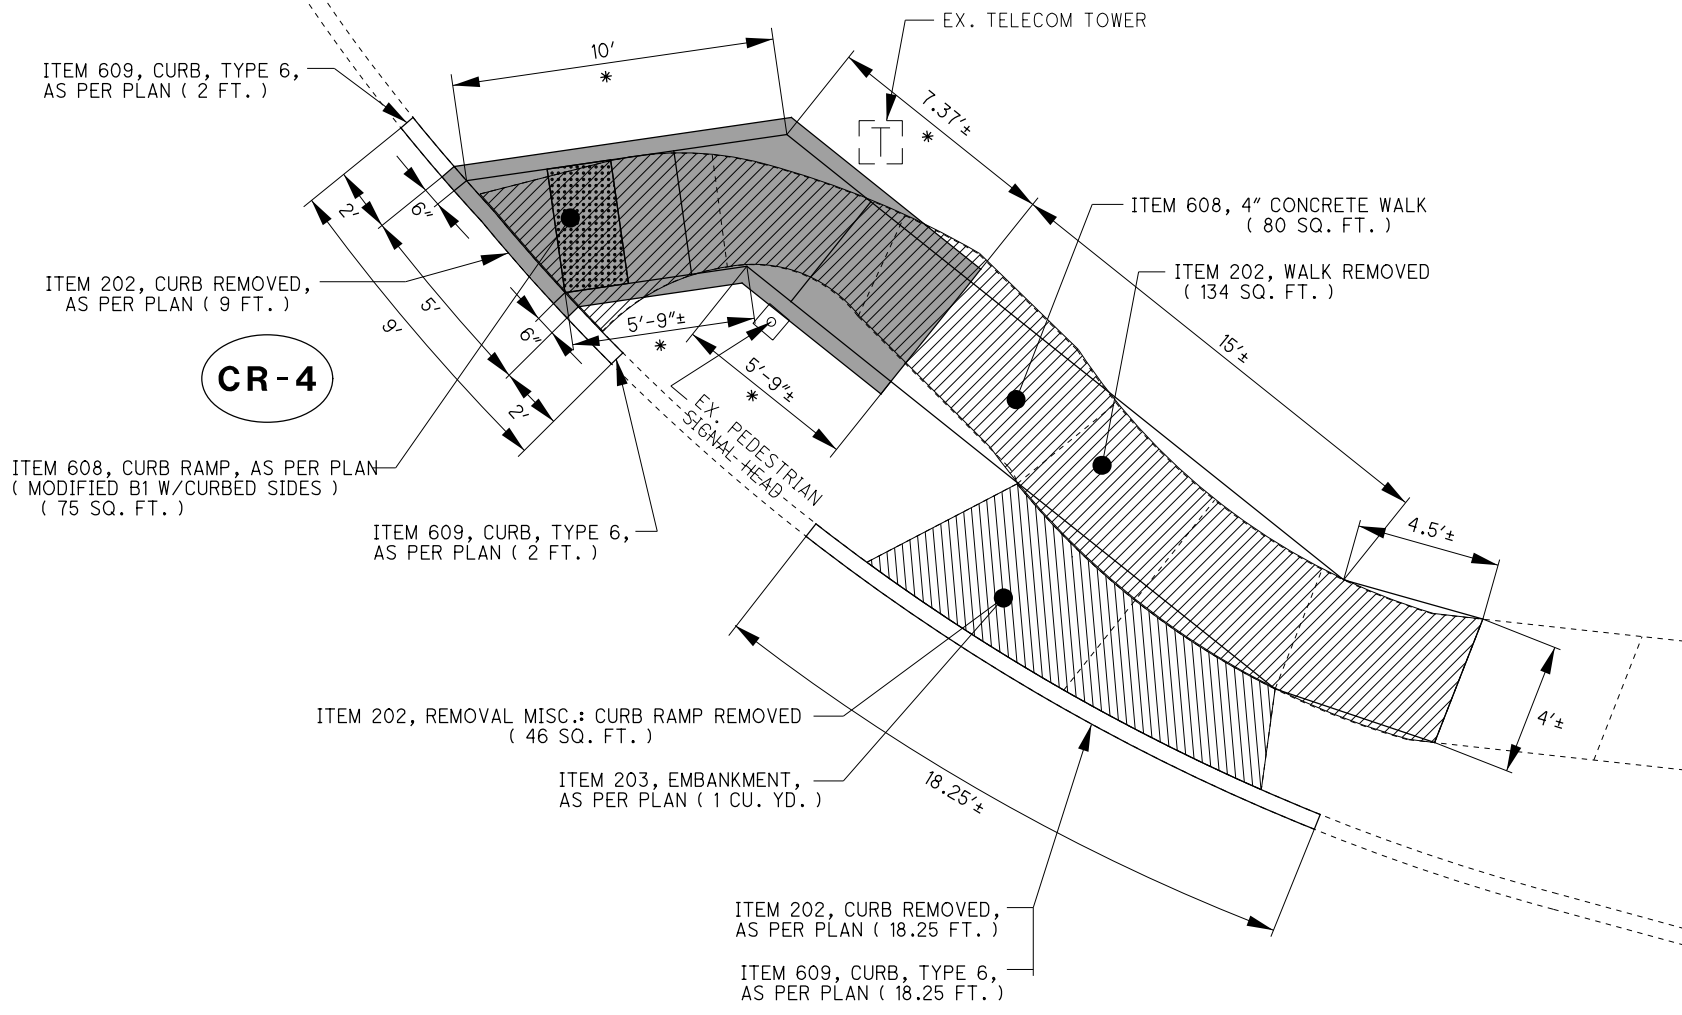 EX. TELECOM TOWER
10'
*
ITEM 609, CURB, TYPE 6,
AS PER PLAN ( 2 FT. )
7.37'±
*
T
6"
2'
ITEM 608, 4" CONCRETE WALK
( 80 SQ. FT. )
ITEM 202, WALK REMOVED
( 134 SQ. FT. )
ITEM 202, CURB REMOVED,
AS PER PLAN ( 9 FT. )
5'
9'
6"
5'-9"±
*
15'±
CR-4
5'-9"±
*
2'
EX. PEDESTRIAN
SIGNAL HEAD
ITEM 608, CURB RAMP, AS PER PLAN
( MODIFIED B1 W/CURBED SIDES )
( 75 SQ. FT. )
ITEM 609, CURB, TYPE 6,
AS PER PLAN ( 2 FT. )
4.5'±
4'±
ITEM 202, REMOVAL MISC.: CURB RAMP REMOVED
( 46 SQ. FT. )
ITEM 203, EMBANKMENT,
AS PER PLAN ( 1 CU. YD. )
18.25'±
ITEM 202, CURB REMOVED,
AS PER PLAN ( 18.25 FT. )
ITEM 609, CURB, TYPE 6,
AS PER PLAN ( 18.25 FT. )